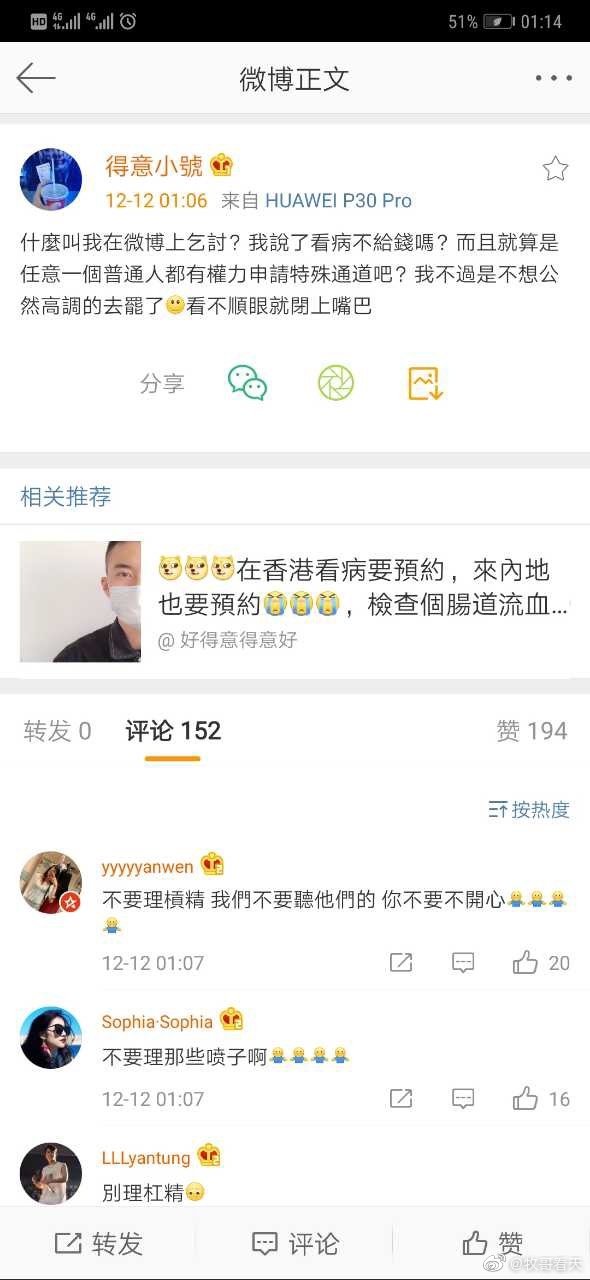 HD 4G 4G 51% 01:14
微博正文
得意小號
12-12 01:06 来自 HUAWEI P30 Pro
什麼叫我在微博上乞討？我說了看病不給錢嗎？而且就算是
任意一個普通人都有權力申請特殊通道吧？我不過是不想公
然高調的去罷了看不順眼就閉上嘴巴
分享
相关推荐
在香港看病要預約，來內地
也要預約，檢查個腸道流血...
@ 好得意得意好
转发 0 评论 152 赞 194
按热度
yyyyyanwen
不要理槓精 我們不要聽他們的 你不要不開心
12-12 01:07 20
Sophia·Sophia
不要理那些喷子啊
12-12 01:07 16
LLLyantung
別理杠精
转发 评论 赞
@牧哥看天